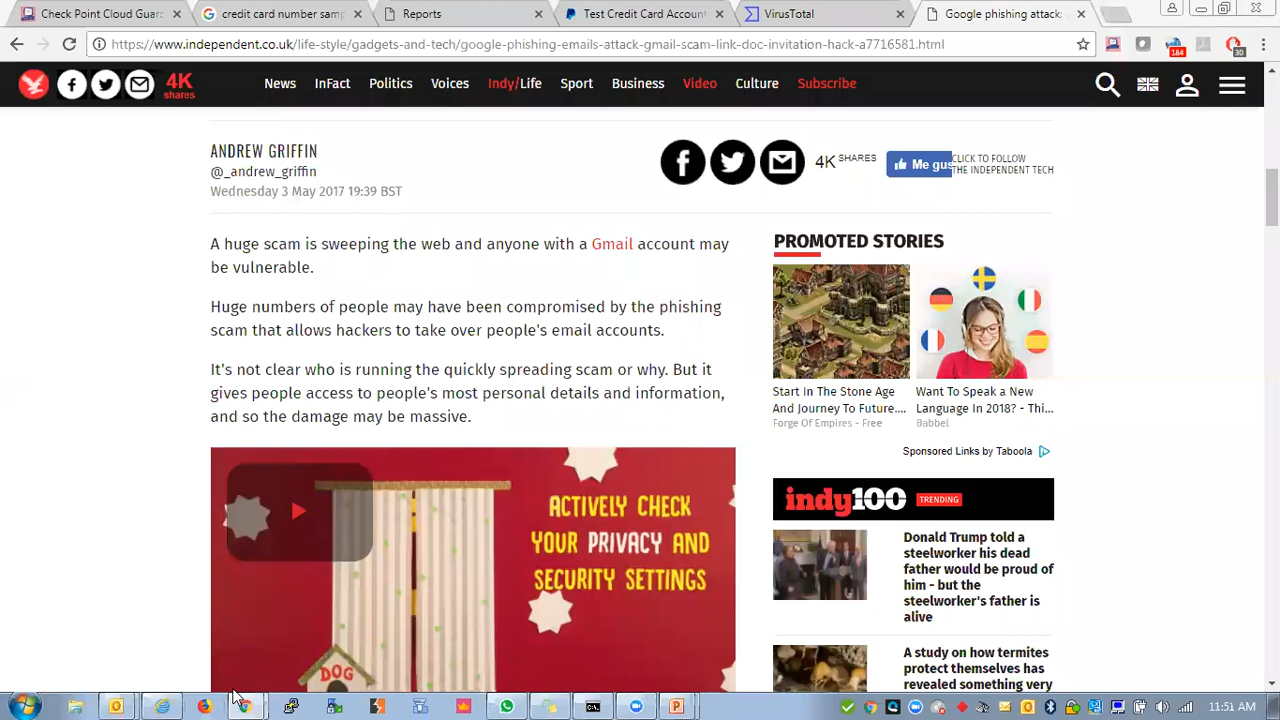 Check Point Cloud Guar
credit card number samp
Reports
Test Credit Card Account
VirusTotal
Google phishing attack:
https://www.independent.co.uk/life-style/gadgets-and-tech/google-phishing-emails-attack-gmail-scam-link-doc-invitation-hack-a7716581.html
184
30
4K
shares
News
InFact
Politics
Voices
Indy/Life
Sport
Business
Video
Culture
Subscribe
ANDREW GRIFFIN
@_andrew_griffin
Wednesday 3 May 2017 19:39 BST
4K SHARES
Me gus
CLICK TO FOLLOW
THE INDEPENDENT TECH
A huge scam is sweeping the web and anyone with a Gmail account may
be vulnerable.
Huge numbers of people may have been compromised by the phishing
scam that allows hackers to take over people's email accounts.
It's not clear who is running the quickly spreading scam or why. But it
gives people access to people's most personal details and information,
and so the damage may be massive.
ACTIVELY CHECK
YOUR PRIVACY AND
SECURITY SETTINGS
DOG
PROMOTED STORIES
Start In The Stone Age
And Journey To Future....
Forge Of Empires - Free
Want To Speak a New
Language In 2018? - Thi...
Babbel
Sponsored Links by Taboola
indy100 TRENDING
Donald Trump told a
steelworker his dead
father would be proud of
him - but the
steelworker's father is
alive
A study on how termites
protect themselves has
revealed something very
11:51 AM